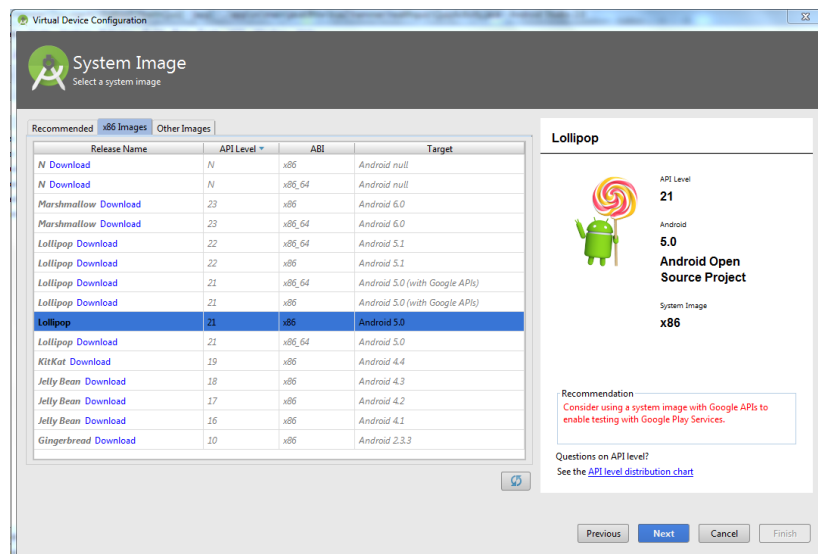 Virtual Device Configuration
System Image
Select a system image
Recommended x86 Images Other Images
Release Name API Level ABI Target
N Download N x86 Android null
N Download N x86_64 Android null
Marshmallow Download 23 x86 Android 6.0
Marshmallow Download 23 x86_64 Android 6.0
Lollipop Download 22 x86_64 Android 5.1
Lollipop Download 22 x86 Android 5.1
Lollipop Download 21 x86_64 Android 5.0 (with Google APIs)
Lollipop Download 21 x86 Android 5.0 (with Google APIs)
Lollipop 21 x86 Android 5.0
Lollipop Download 21 x86_64 Android 5.0
KitKat Download 19 x86 Android 4.4
Jelly Bean Download 18 x86 Android 4.3
Jelly Bean Download 17 x86 Android 4.2
Jelly Bean Download 16 x86 Android 4.1
Gingerbread Download 10 x86 Android 2.3.3
Lollipop
API Level
21
Android
5.0
Android Open
Source Project
System Image
x86
Recommendation
Consider using a system image with Google APIs to
enable testing with Google Play Services.
Questions on API level?
See the API level distribution chart
Previous Next Cancel Finish